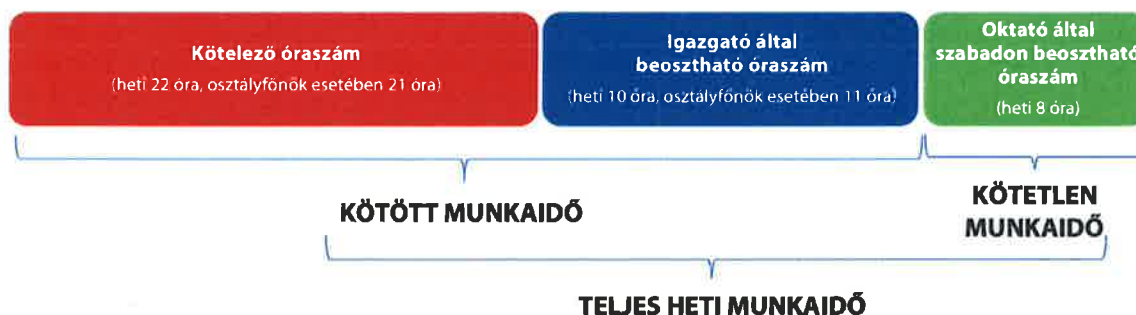 Kötelező óraszám
(heti 22 óra, osztályfőnök esetében 21 óra)
Igazgató által
beosztható óraszám
(heti 10 óra, osztályfőnök esetében 11 óra)
Oktató által
szabadon beosztható
óraszám
(heti 8 óra)
KÖTÖTT MUNKAIDŐ
KÖTETLEN
MUNKAIDŐ
TELJES HETI MUNKAIDŐ